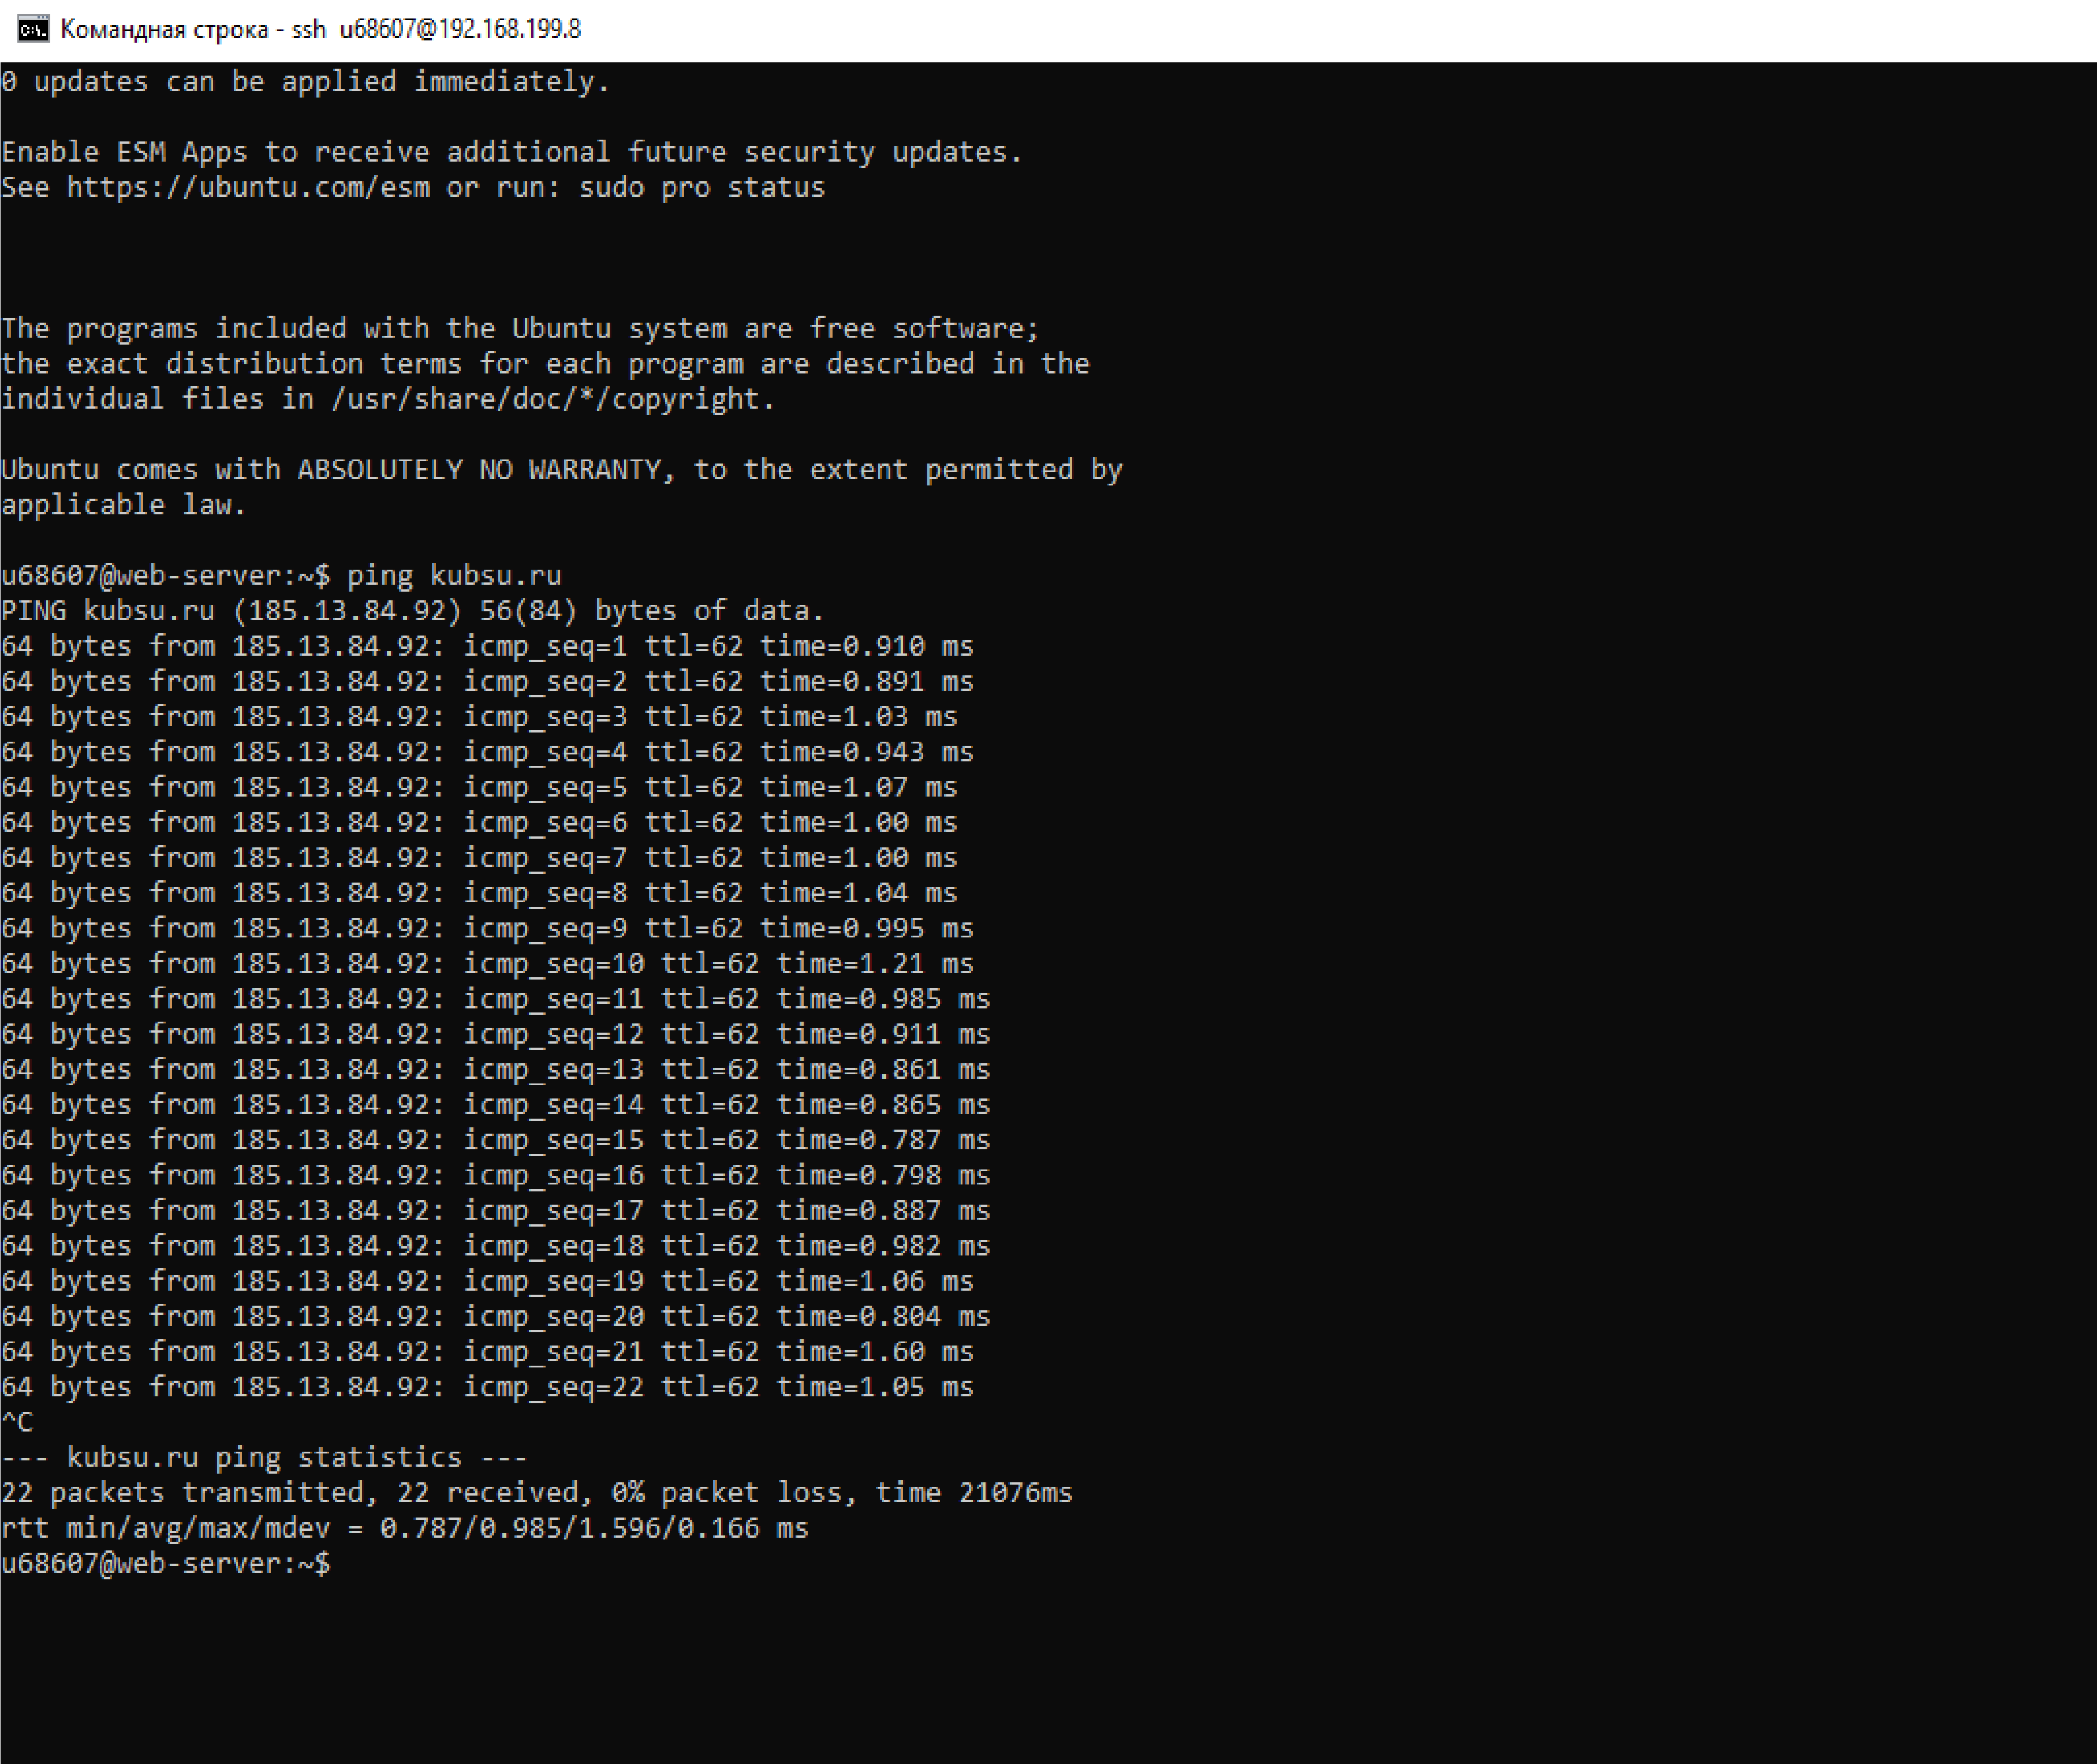 Командная строка - ssh  u68607@192.168.199.8
0 updates can be applied immediately.
Enable ESM Apps to receive additional future security updates.
See https://ubuntu.com/esm or run: sudo pro status
The programs included with the Ubuntu system are free software;
the exact distribution terms for each program are described in the
individual files in /usr/share/doc/*/copyright.
Ubuntu comes with ABSOLUTELY NO WARRANTY, to the extent permitted by
applicable law.
u68607@web-server:~$ ping kubsu.ru
PING kubsu.ru (185.13.84.92) 56(84) bytes of data.
64 bytes from 185.13.84.92: icmp_seq=1 ttl=62 time=0.910 ms
64 bytes from 185.13.84.92: icmp_seq=2 ttl=62 time=0.891 ms
64 bytes from 185.13.84.92: icmp_seq=3 ttl=62 time=1.03 ms
64 bytes from 185.13.84.92: icmp_seq=4 ttl=62 time=0.943 ms
64 bytes from 185.13.84.92: icmp_seq=5 ttl=62 time=1.07 ms
64 bytes from 185.13.84.92: icmp_seq=6 ttl=62 time=1.00 ms
64 bytes from 185.13.84.92: icmp_seq=7 ttl=62 time=1.00 ms
64 bytes from 185.13.84.92: icmp_seq=8 ttl=62 time=1.04 ms
64 bytes from 185.13.84.92: icmp_seq=9 ttl=62 time=0.995 ms
64 bytes from 185.13.84.92: icmp_seq=10 ttl=62 time=1.21 ms
64 bytes from 185.13.84.92: icmp_seq=11 ttl=62 time=0.985 ms
64 bytes from 185.13.84.92: icmp_seq=12 ttl=62 time=0.911 ms
64 bytes from 185.13.84.92: icmp_seq=13 ttl=62 time=0.861 ms
64 bytes from 185.13.84.92: icmp_seq=14 ttl=62 time=0.865 ms
64 bytes from 185.13.84.92: icmp_seq=15 ttl=62 time=0.787 ms
64 bytes from 185.13.84.92: icmp_seq=16 ttl=62 time=0.798 ms
64 bytes from 185.13.84.92: icmp_seq=17 ttl=62 time=0.887 ms
64 bytes from 185.13.84.92: icmp_seq=18 ttl=62 time=0.982 ms
64 bytes from 185.13.84.92: icmp_seq=19 ttl=62 time=1.06 ms
64 bytes from 185.13.84.92: icmp_seq=20 ttl=62 time=0.804 ms
64 bytes from 185.13.84.92: icmp_seq=21 ttl=62 time=1.60 ms
64 bytes from 185.13.84.92: icmp_seq=22 ttl=62 time=1.05 ms
^C
--- kubsu.ru ping statistics ---
22 packets transmitted, 22 received, 0% packet loss, time 21076ms
rtt min/avg/max/mdev = 0.787/0.985/1.596/0.166 ms
u68607@web-server:~$